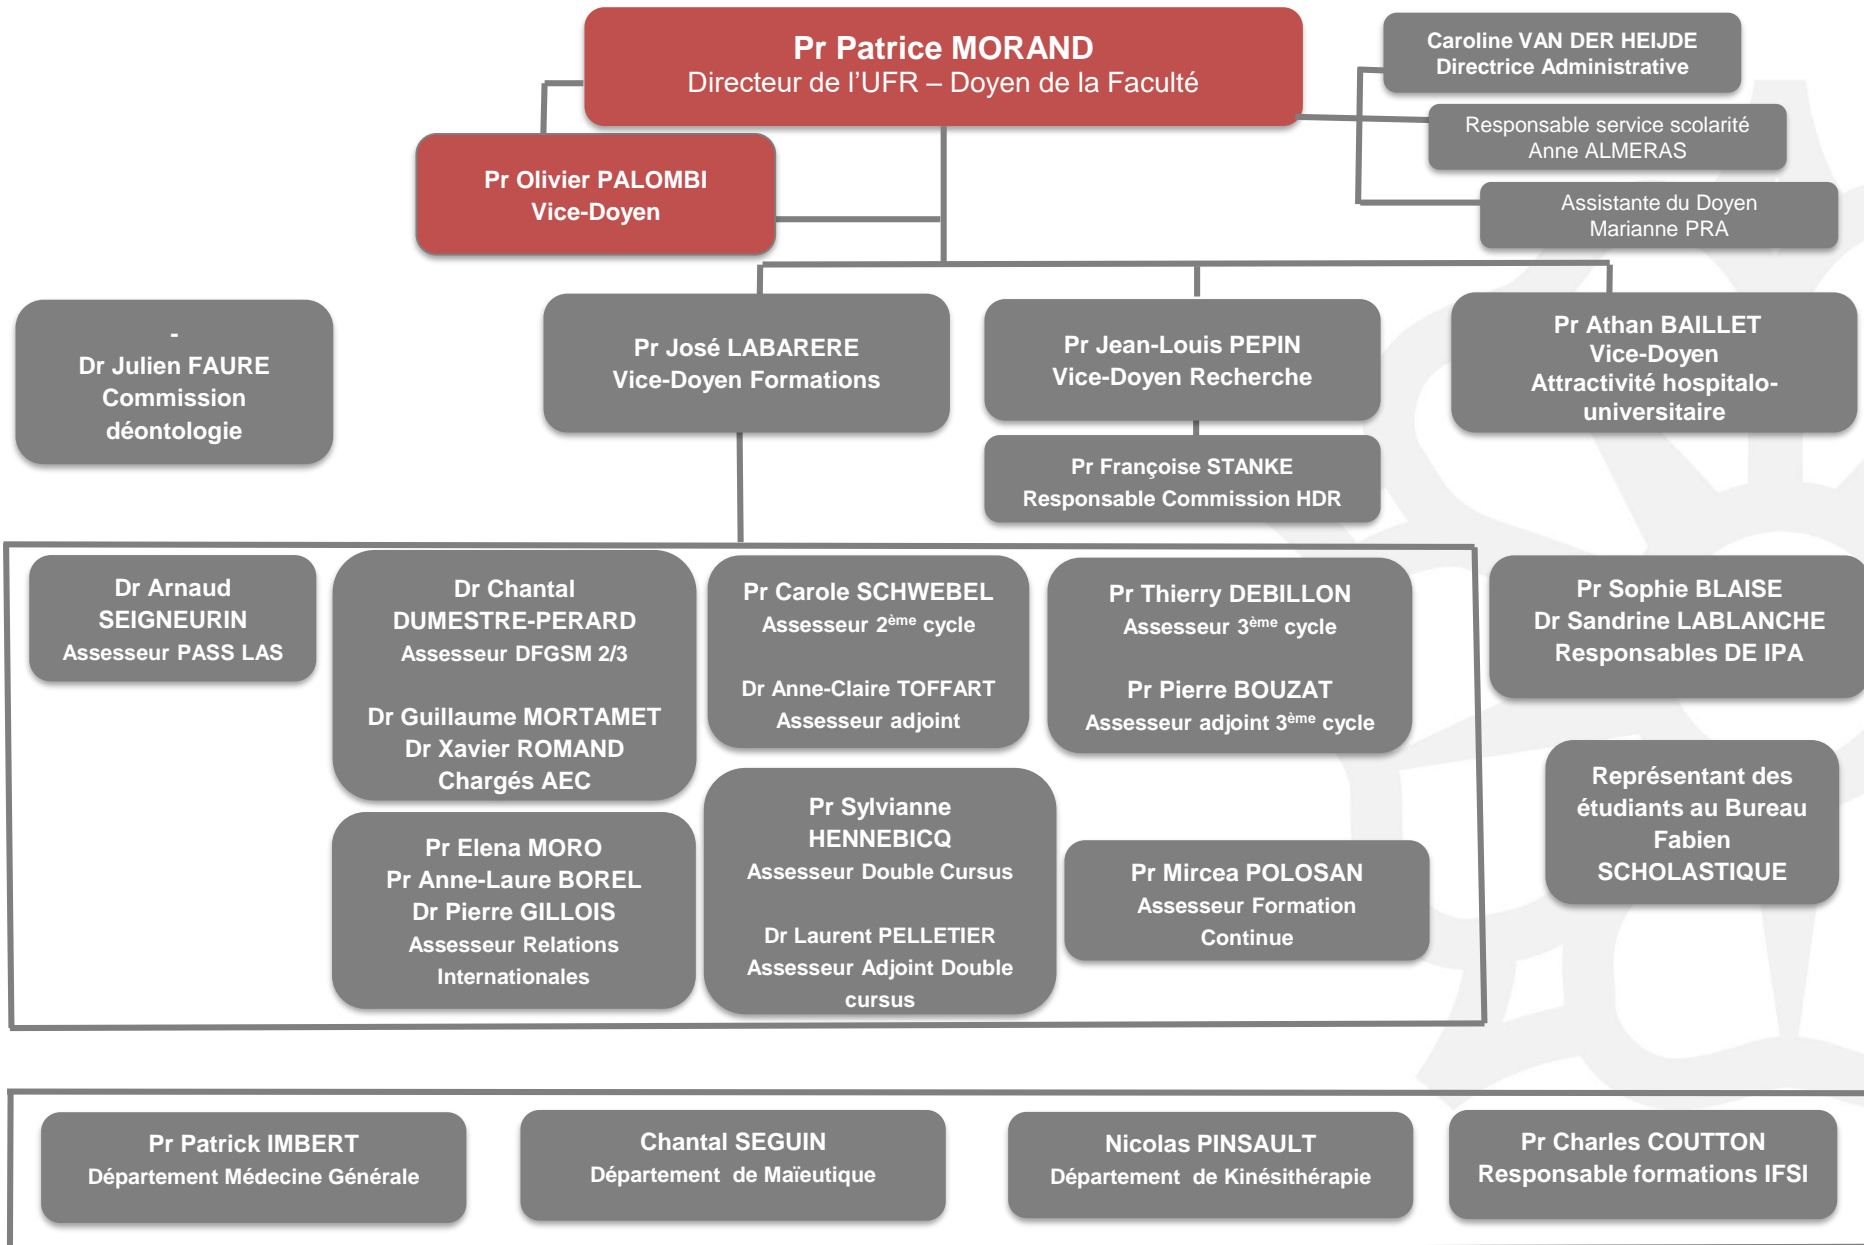 Pr Patrice MORAND
Directeur de l'UFR – Doyen de la Faculté
Caroline VAN DER HEIJDE
Directrice Administrative
Responsable service scolarité
Anne ALMERAS
Assistante du Doyen
Marianne PRA
Pr Olivier PALOMBI
Vice-Doyen
-
Dr Julien FAURE
Commission
déontologie
Pr José LABARERE
Vice-Doyen Formations
Pr Jean-Louis PEPIN
Vice-Doyen Recherche
Pr Athan BAILLET
Vice-Doyen
Attractivité hospitalo-
universitaire
Pr Françoise STANKE
Responsable Commission HDR
Dr Arnaud
SEIGNEURIN
Assesseur PASS LAS
Dr Chantal
DUMESTRE-PERARD
Assesseur DFGSM 2/3
Dr Guillaume MORTAMET
Dr Xavier ROMAND
Chargés AEC
Pr Carole SCHWEBEL
Assesseur 2ème cycle
Dr Anne-Claire TOFFART
Assesseur adjoint
Pr Thierry DEBILLON
Assesseur 3ème cycle
Pr Pierre BOUZAT
Assesseur adjoint 3ème cycle
Pr Sophie BLAISE
Dr Sandrine LABLANCHE
Responsables DE IPA
Pr Elena MORO
Pr Anne-Laure BOREL
Dr Pierre GILLOIS
Assesseur Relations
Internationales
Pr Sylvianne
HENNEBICQ
Assesseur Double Cursus
Dr Laurent PELLETIER
Assesseur Adjoint Double
cursus
Pr Mircea POLOSAN
Assesseur Formation
Continue
Représentant des
étudiants au Bureau
Fabien
SCHOLASTIQUE
Pr Patrick IMBERT
Département Médecine Générale
Chantal SEGUIN
Département de Maïeutique
Nicolas PINSAULT
Département de Kinésithérapie
Pr Charles COUTTON
Responsable formations IFSI